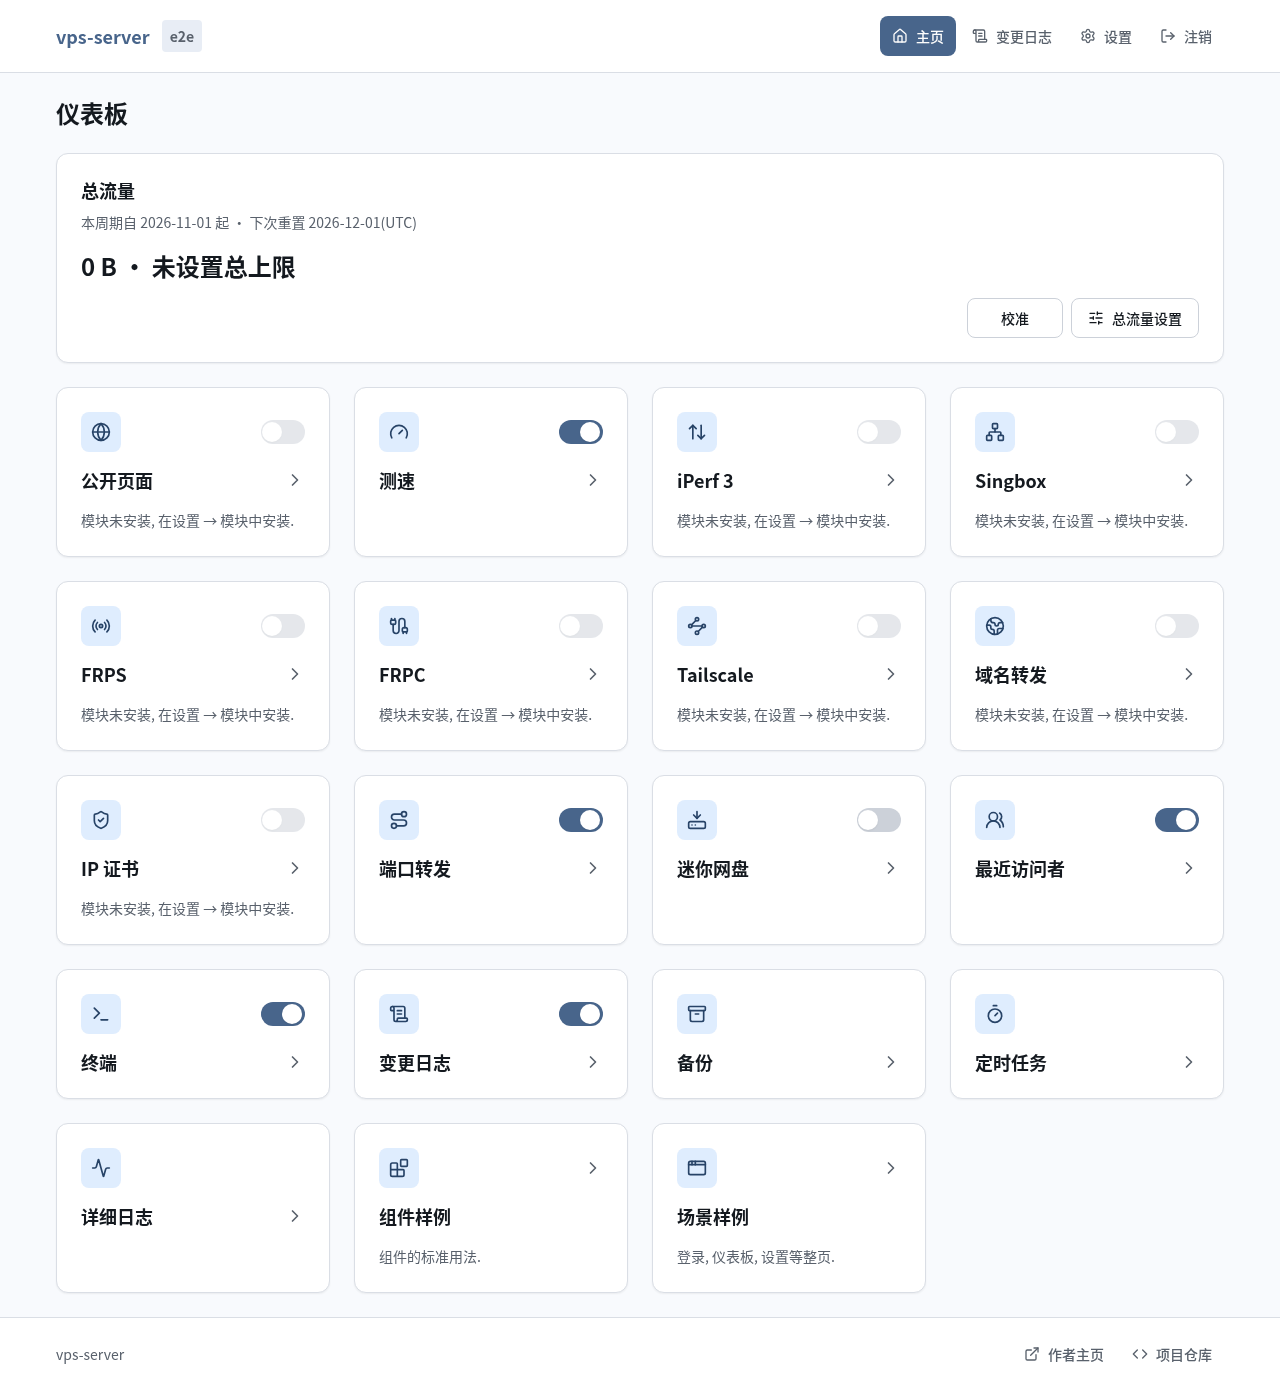 vps-server e2e 主页 变更日志 设置 注销
仪表板
总流量
本周期自 2026-11-01 起 · 下次重置 2026-12-01(UTC)
0 B · 未设置总上限
校准 总流量设置
公开页面 测速 iPerf 3 Singbox
模块未安装, 在设置 → 模块中安装. 模块未安装, 在设置 → 模块中安装. 模块未安装, 在设置 → 模块中安装.
FRPS FRPC Tailscale 域名转发
模块未安装, 在设置 → 模块中安装. 模块未安装, 在设置 → 模块中安装. 模块未安装, 在设置 → 模块中安装. 模块未安装, 在设置 → 模块中安装.
IP 证书 端口转发 迷你网盘 最近访问者
模块未安装, 在设置 → 模块中安装.
终端 变更日志 备份 定时任务
详细日志 组件样例 场景样例
组件的标准用法. 登录, 仪表板, 设置等整页.
vps-server 作者主页 项目仓库